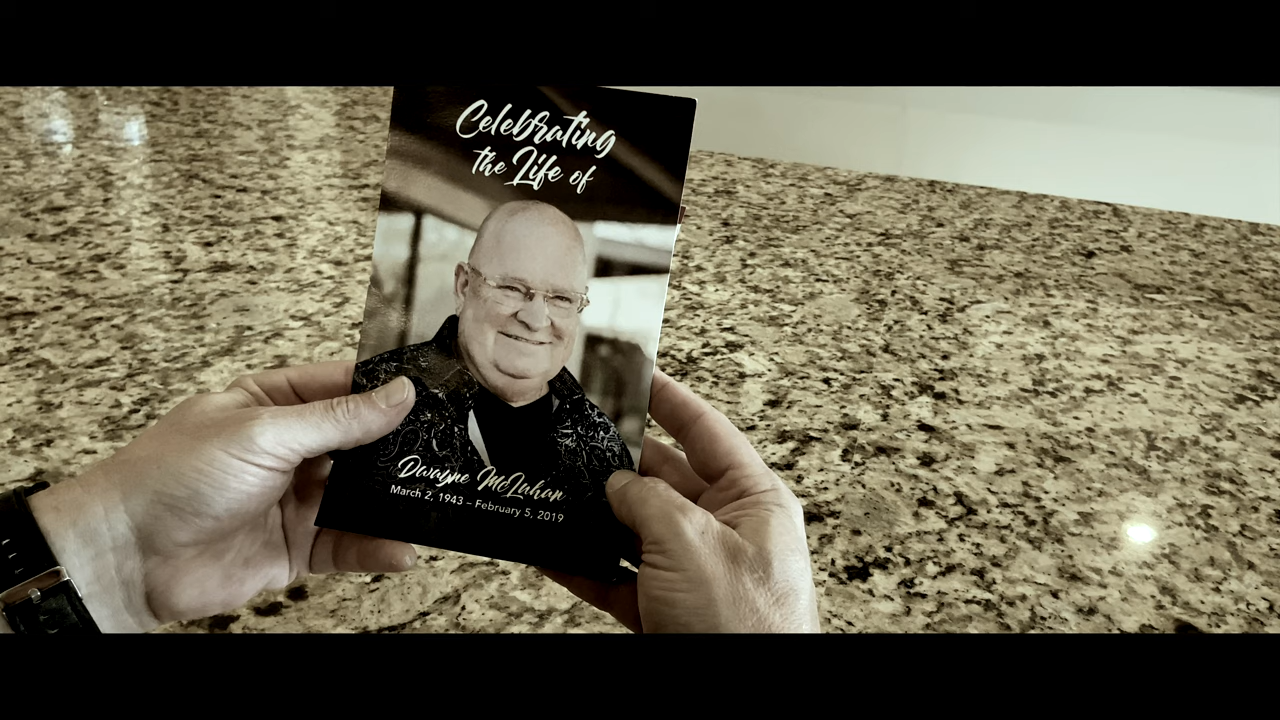 Celebrating
the Life of
Dwayne McLahan
March 2, 1943 – February 5, 2019